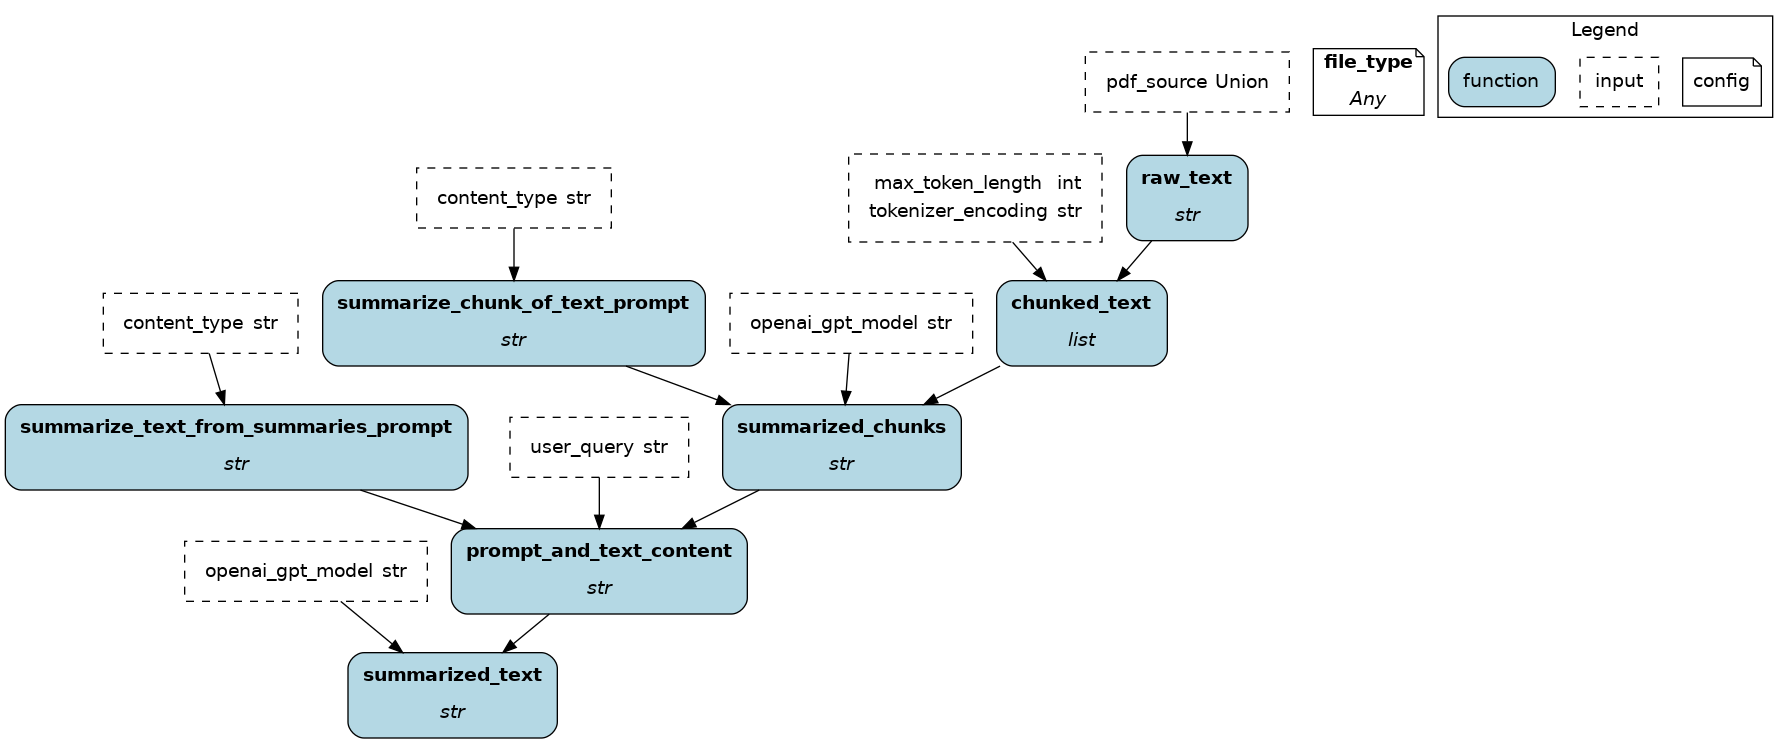 Legend
function
input
config
file_type
Any
pdf_source Union
raw_text
str
max_token_length int
tokenizer_encoding str
content_type str
summarize_chunk_of_text_prompt
str
openai_gpt_model str
chunked_text
list
content_type str
summarize_text_from_summaries_prompt
str
user_query str
summarized_chunks
str
openai_gpt_model str
prompt_and_text_content
str
summarized_text
str